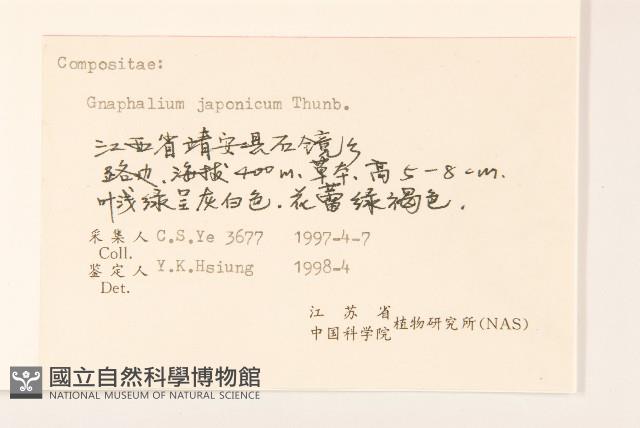 Compositae:
Gnaphalium japonicum Thunb.
江西省靖安县石镜乡
路边、海拔400m、草本、高5-8cm.
叶浅绿呈灰白色.花蕾绿褐色.
采集人 C.S.Ye 3677 1997-4-7
Coll.
鉴定人 Y.K.Hsiung 1998-4
Det.
江苏省
中国科学院 植物研究所(NAS)
國立自然科學博物館
NATIONAL MUSEUM OF NATURAL SCIENCE